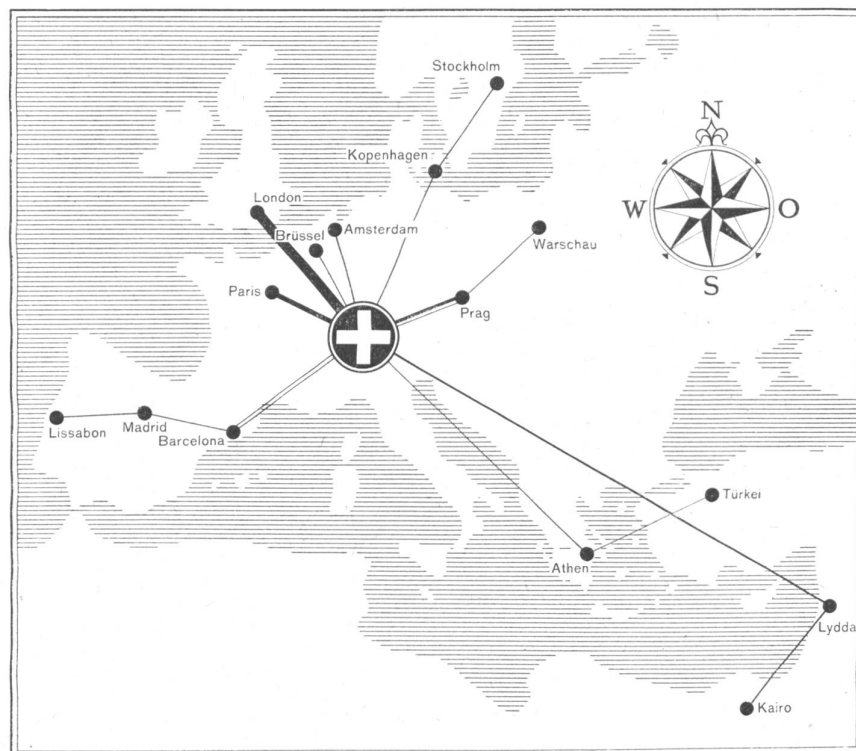 Stockholm
N
Kopenhagen
London
W
O
Amsterdam
Brüssel
Warschau
S
Paris
Prag
Lissabon
Madrid
Barcelona
Türkei
Athen
Lydda
Kairo